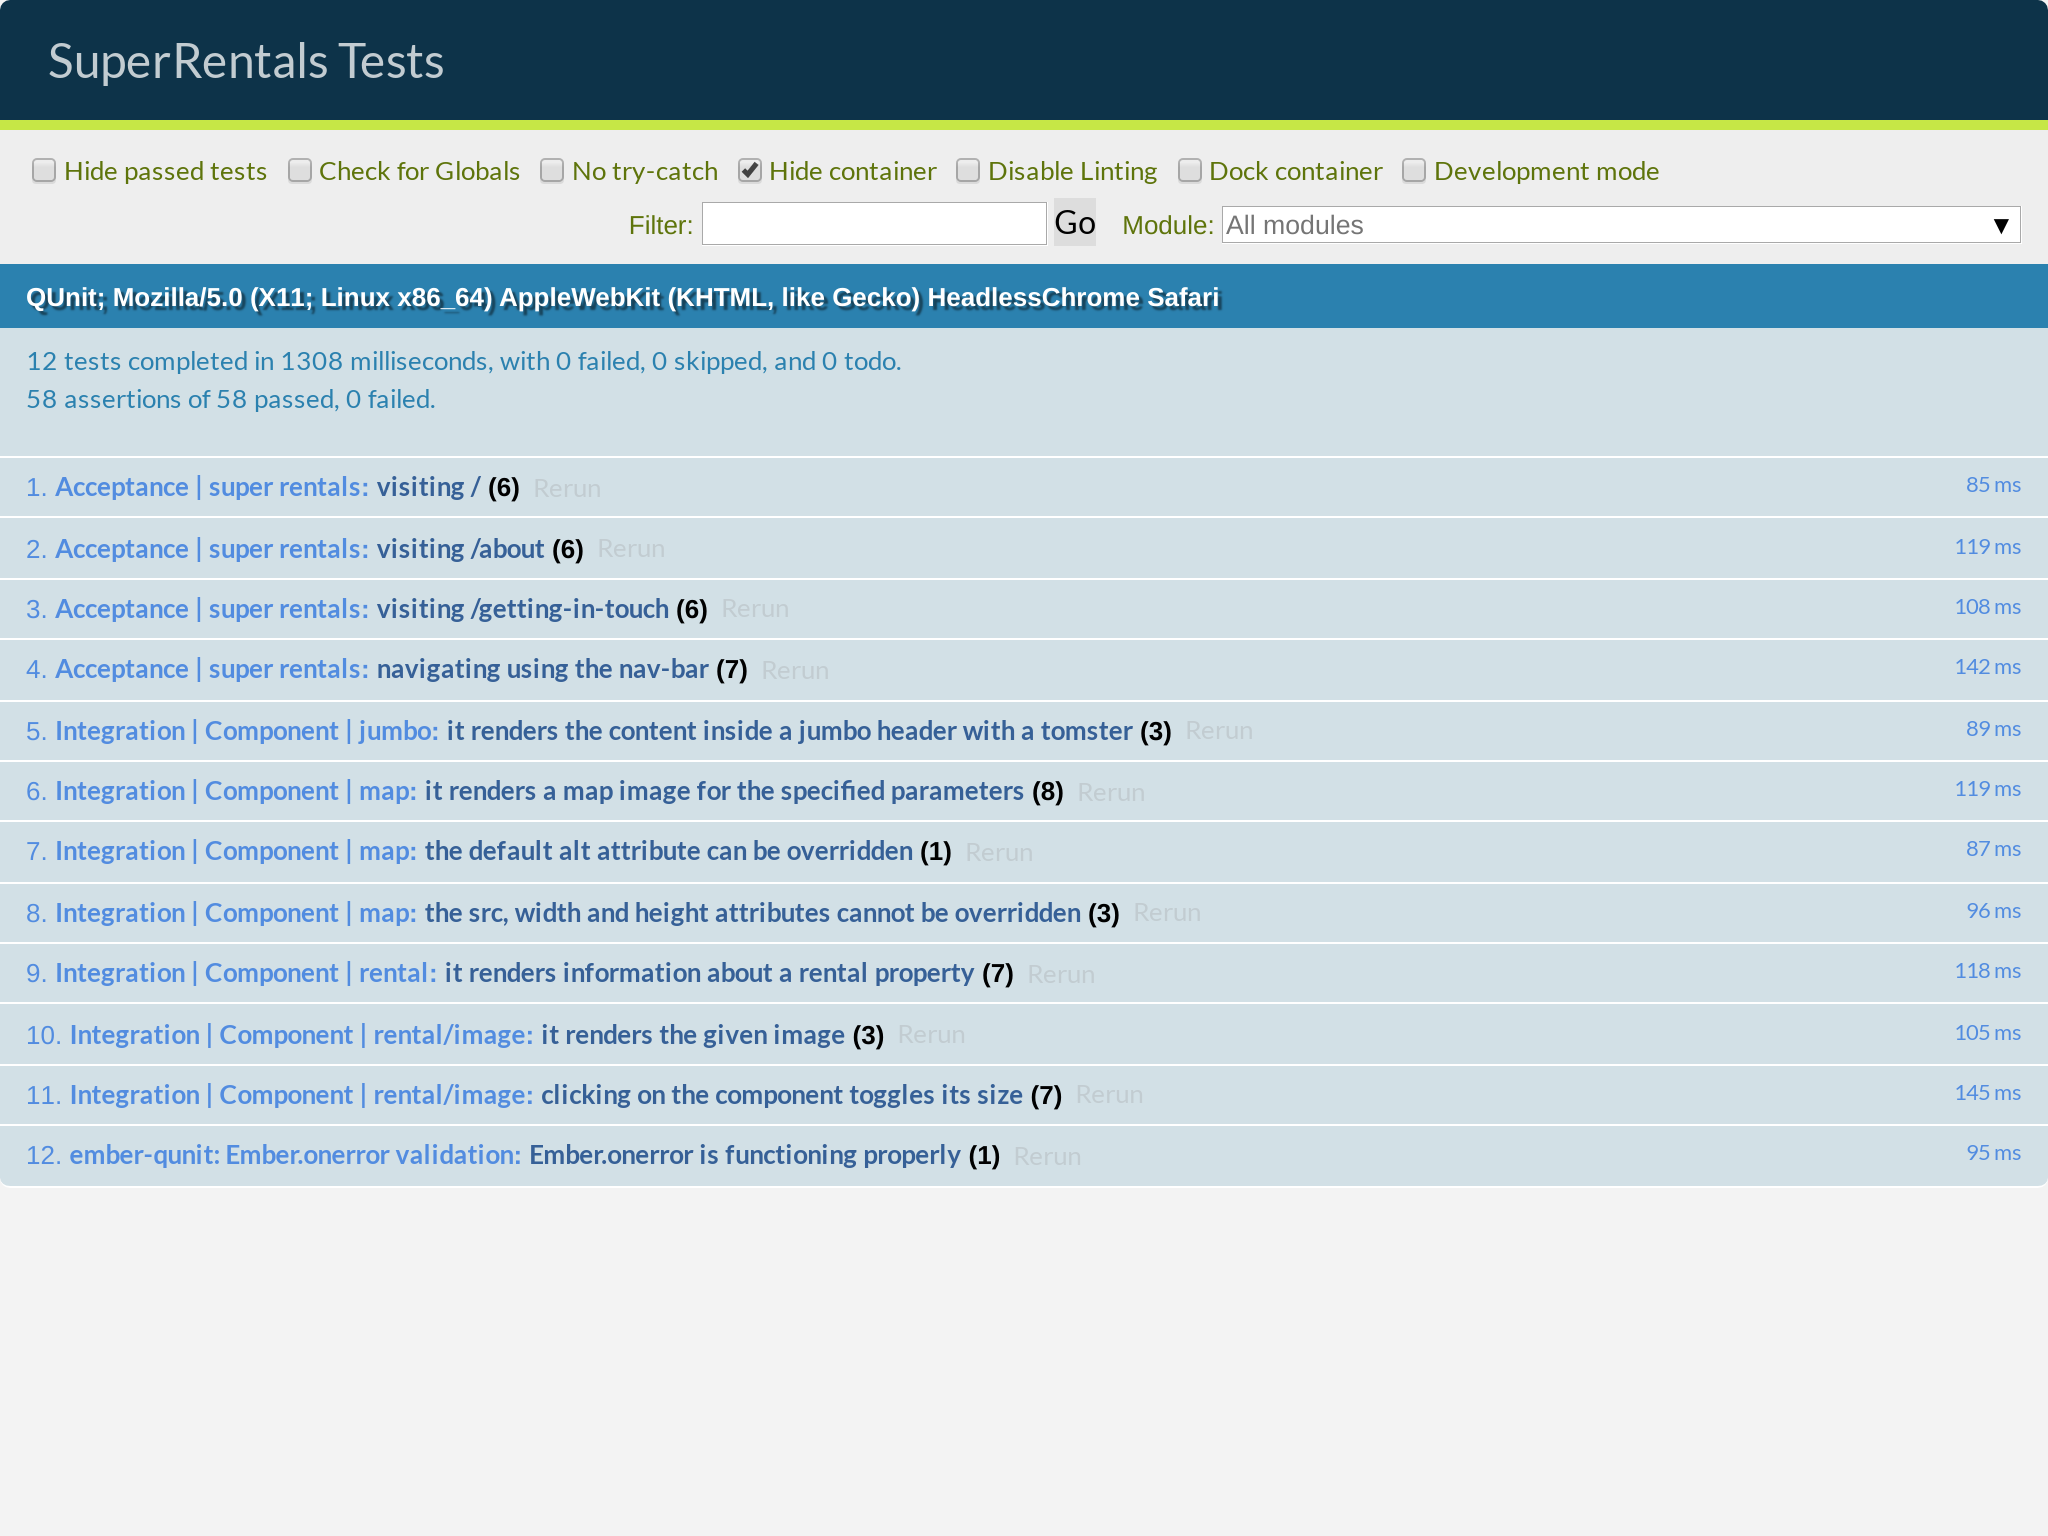 SuperRentals Tests
Hide passed tests Check for Globals No try-catch Hide container Disable Linting Dock container Development mode
Filter: Go Module: All modules ▼
QUnit; Mozilla/5.0 (X11; Linux x86_64) AppleWebKit (KHTML, like Gecko) HeadlessChrome Safari
12 tests completed in 1308 milliseconds, with 0 failed, 0 skipped, and 0 todo.
58 assertions of 58 passed, 0 failed.
1. Acceptance | super rentals: visiting / (6) Rerun 85 ms
2. Acceptance | super rentals: visiting /about (6) Rerun 119 ms
3. Acceptance | super rentals: visiting /getting-in-touch (6) Rerun 108 ms
4. Acceptance | super rentals: navigating using the nav-bar (7) Rerun 142 ms
5. Integration | Component | jumbo: it renders the content inside a jumbo header with a tomster (3) Rerun 89 ms
6. Integration | Component | map: it renders a map image for the specified parameters (8) Rerun 119 ms
7. Integration | Component | map: the default alt attribute can be overridden (1) Rerun 87 ms
8. Integration | Component | map: the src, width and height attributes cannot be overridden (3) Rerun 96 ms
9. Integration | Component | rental: it renders information about a rental property (7) Rerun 118 ms
10. Integration | Component | rental/image: it renders the given image (3) Rerun 105 ms
11. Integration | Component | rental/image: clicking on the component toggles its size (7) Rerun 145 ms
12. ember-qunit: Ember.onerror validation: Ember.onerror is functioning properly (1) Rerun 95 ms